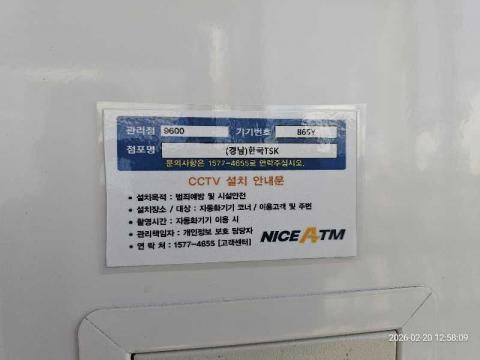 관리점 9600 기기번호 865Y
점포명 (경남)한국TSK
문의사항은 1577-4655로 연락주십시오.
CCTV 설치 안내문
• 설치목적 : 범죄예방 및 시설안전
• 설치장소 / 대상 : 자동화기기 코너 / 이용고객 및 주변
• 촬영시간 : 자동화기기 이용 시
• 관리책임자 : 개인정보 보호 담당자
• 연 락 처 : 1577-4655 [고객센터]
NICE ATM
2026-02-20 12:58:09